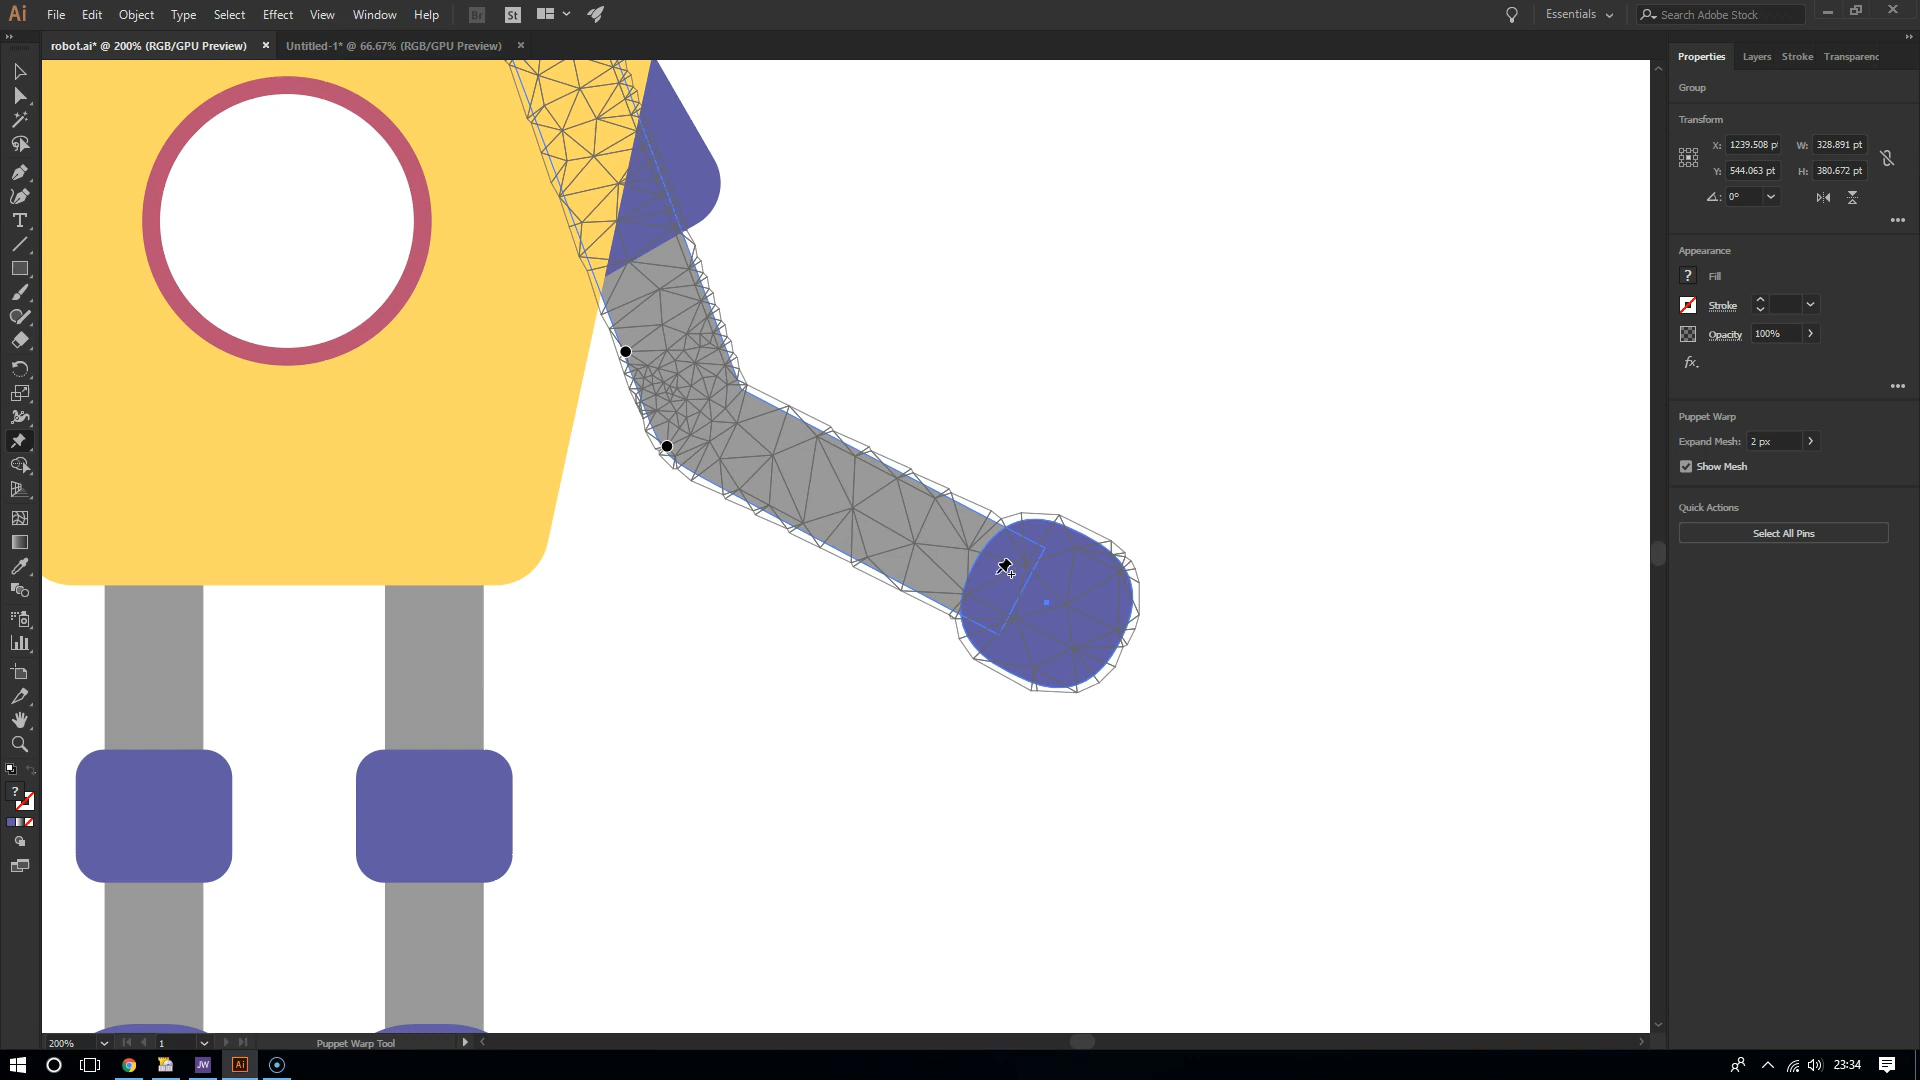 Ai File Edit Object Type Select Effect View Window Help Br St Essentials Search Adobe Stock
robot.ai* @ 200% (RGB/GPU Preview) × Untitled-1* @ 66.67% (RGB/GPU Preview) ×
Properties Layers Stroke Transparenc
Group
Transform
X: 1239.508 pt W: 328.891 pt
Y: 544.063 pt H: 380.672 pt
0°
Appearance
? Fill
Stroke
Opacity 100%
fx.
Puppet Warp
Expand Mesh: 2 px
Show Mesh
Quick Actions
Select All Pins
T
?
200% 1 Puppet Warp Tool
JW Ai 23:34